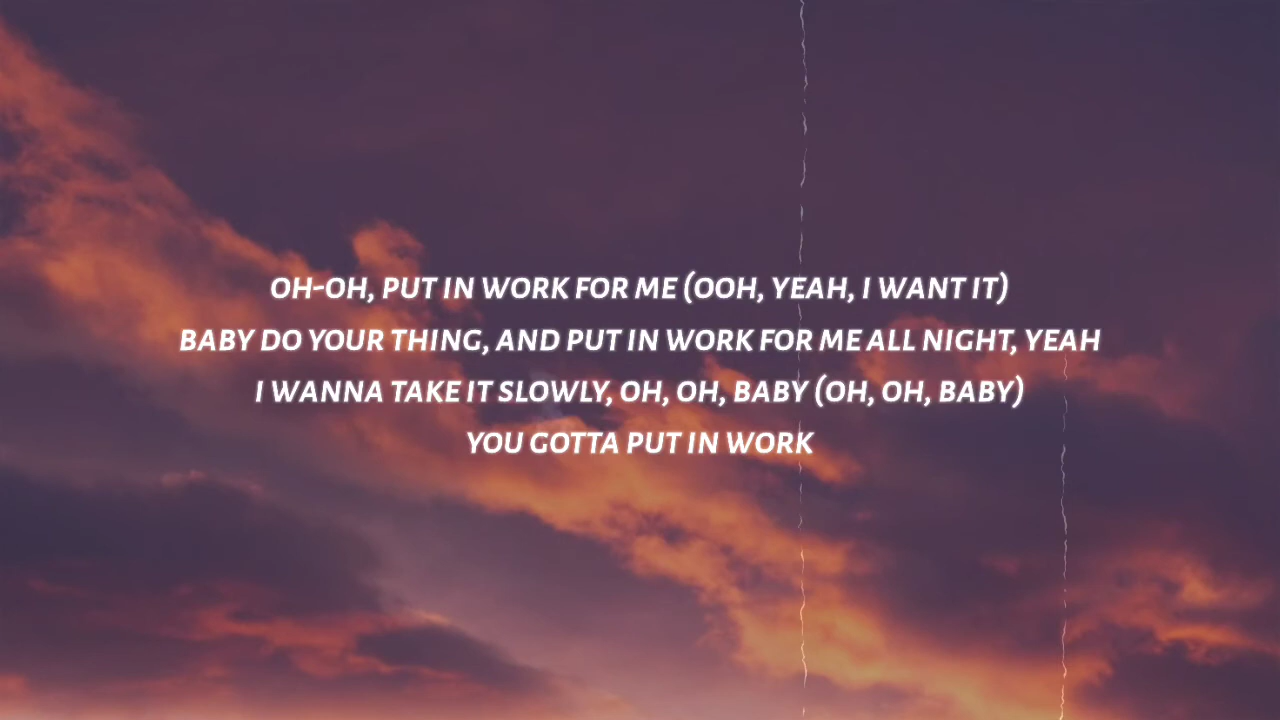 OH-OH, PUT IN WORK FOR ME (OOH, YEAH, I WANT IT)
BABY DO YOUR THING, AND PUT IN WORK FOR ME ALL NIGHT, YEAH
I WANNA TAKE IT SLOWLY, OH, OH, BABY (OH, OH, BABY)
YOU GOTTA PUT IN WORK